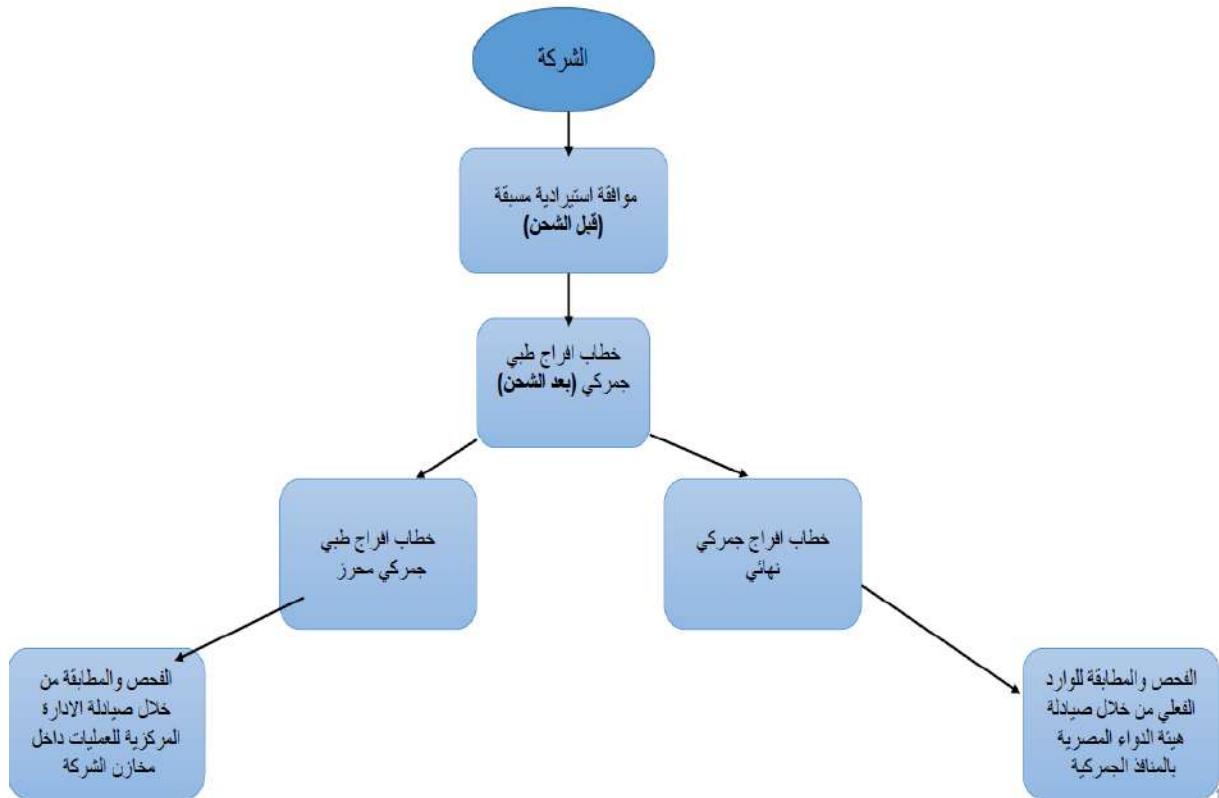 الشركة
موافقة استيرادية مسبقة
(قبل الشحن)
خطاب افراج طبي
جمركي (بعد الشحن)
خطاب افراج جمركي
نهائي
خطاب افراج طبي
جمركي محرز
الفحص والمطابقة للوارد
الفعلي من خلال صيادلة
هيئة الدواء المصرية
بالمنافذ الجمركية
الفحص والمطابقة من
خلال صيادلة الادارة
المركزية للعمليات داخل
مخازن الشركة